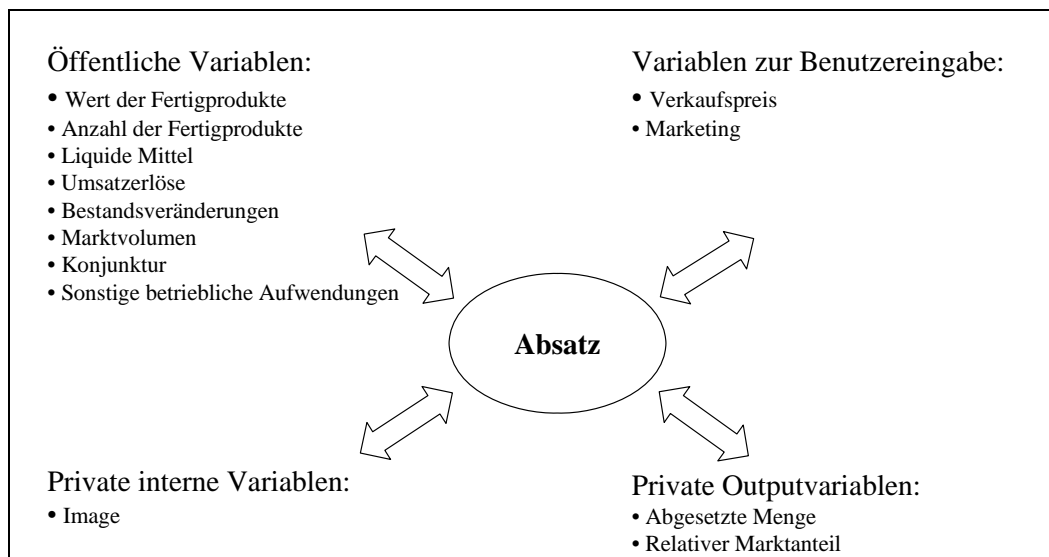 Öffentliche Variablen:
• Wert der Fertigprodukte
• Anzahl der Fertigprodukte
• Liquide Mittel
• Umsatzerlöse
• Bestandsveränderungen
• Marktvolumen
• Konjunktur
• Sonstige betriebliche Aufwendungen
Variablen zur Benutzereingabe:
• Verkaufspreis
• Marketing
Absatz
Private interne Variablen:
• Image
Private Outputvariablen:
• Abgesetzte Menge
• Relativer Marktanteil